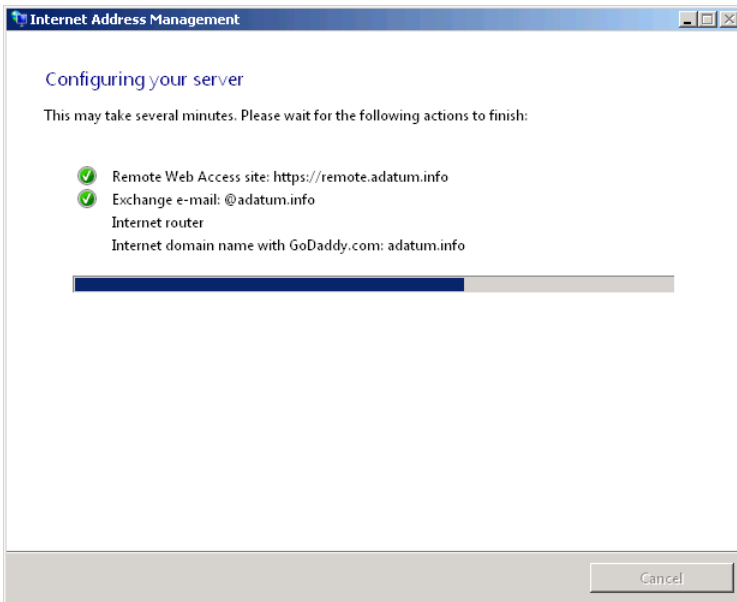 Internet Address Management
Configuring your server
This may take several minutes. Please wait for the following actions to finish:
Remote Web Access site: https://remote.adatum.info
Exchange e-mail: @adatum.info
Internet router
Internet domain name with GoDaddy.com: adatum.info
Cancel